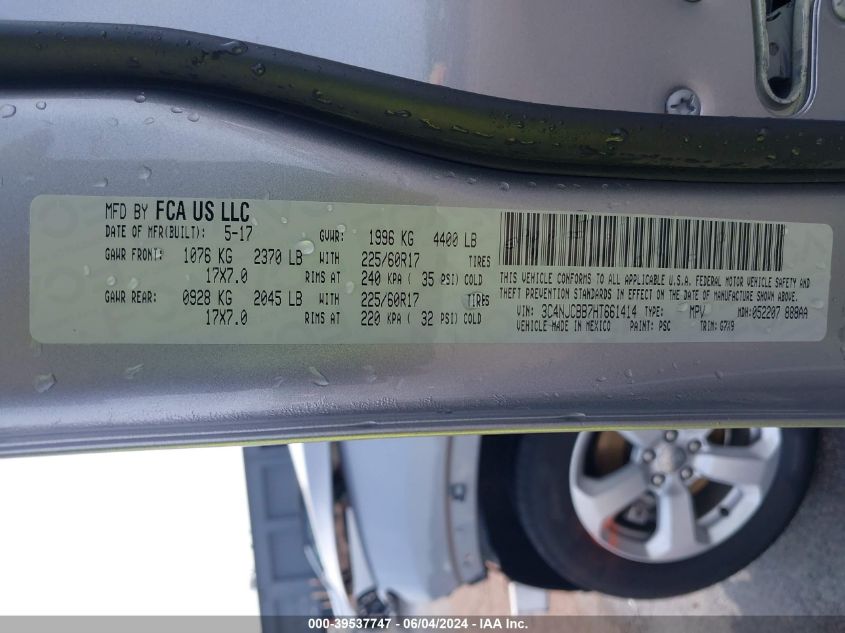 MFD BY FCA US LLC
DATE OF MFR(BUILT): 5-17 GVWR: 1996 KG 4400 LB
GAWR FRONT: 1076 KG 2370 LB WITH 225/60R17 TIRES
17X7.0 RIMS AT 240 KPA ( 35 PSI) COLD
GAWR REAR: 0928 KG 2045 LB WITH 225/60R17 TIRES
17X7.0 RIMS AT 220 KPA ( 32 PSI) COLD
THIS VEHICLE CONFORMS TO ALL APPLICABLE U.S.A. FEDERAL MOTOR VEHICLE SAFETY AND
THEFT PREVENTION STANDARDS IN EFFECT ON THE DATE OF MANUFACTURE SHOWN ABOVE.
VIN: 3C4NJCBB7HT661414 TYPE: MPV MDH:052207 888AA
VEHICLE MADE IN MEXICO PAINT: PSC TRIM: G7X9
000-39537747 - 06/04/2024 - IAA Inc.